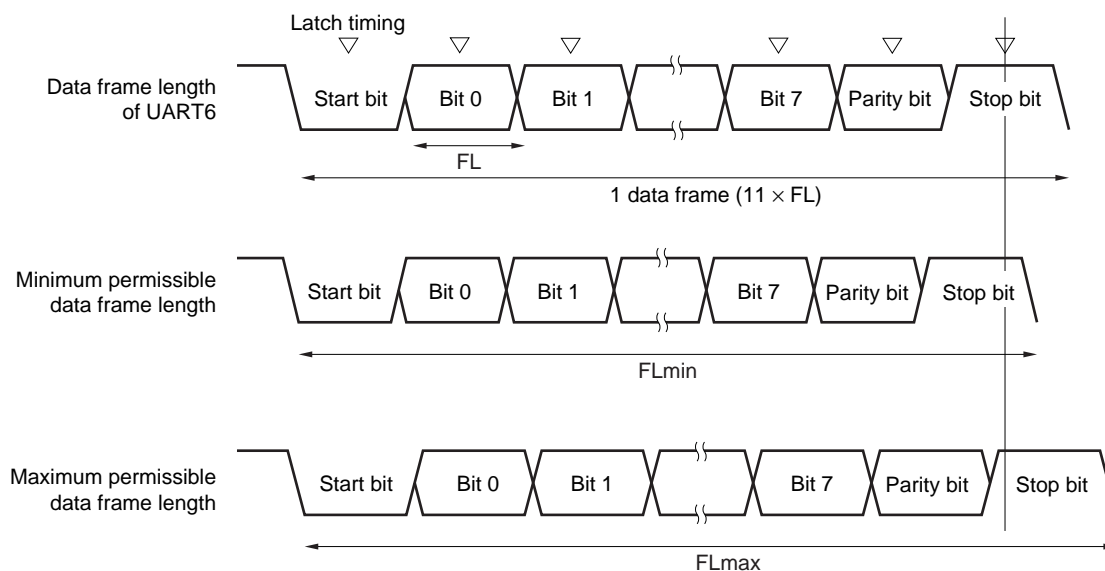 Latch timing
Data frame length
of UART6
Start bit
Bit 0
Bit 1
Bit 7
Parity bit
Stop bit
FL
1 data frame (11 × FL)
Minimum permissible
data frame length
Start bit
Bit 0
Bit 1
Bit 7
Parity bit
Stop bit
FLmin
Maximum permissible
data frame length
Start bit
Bit 0
Bit 1
Bit 7
Parity bit
Stop bit
FLmax